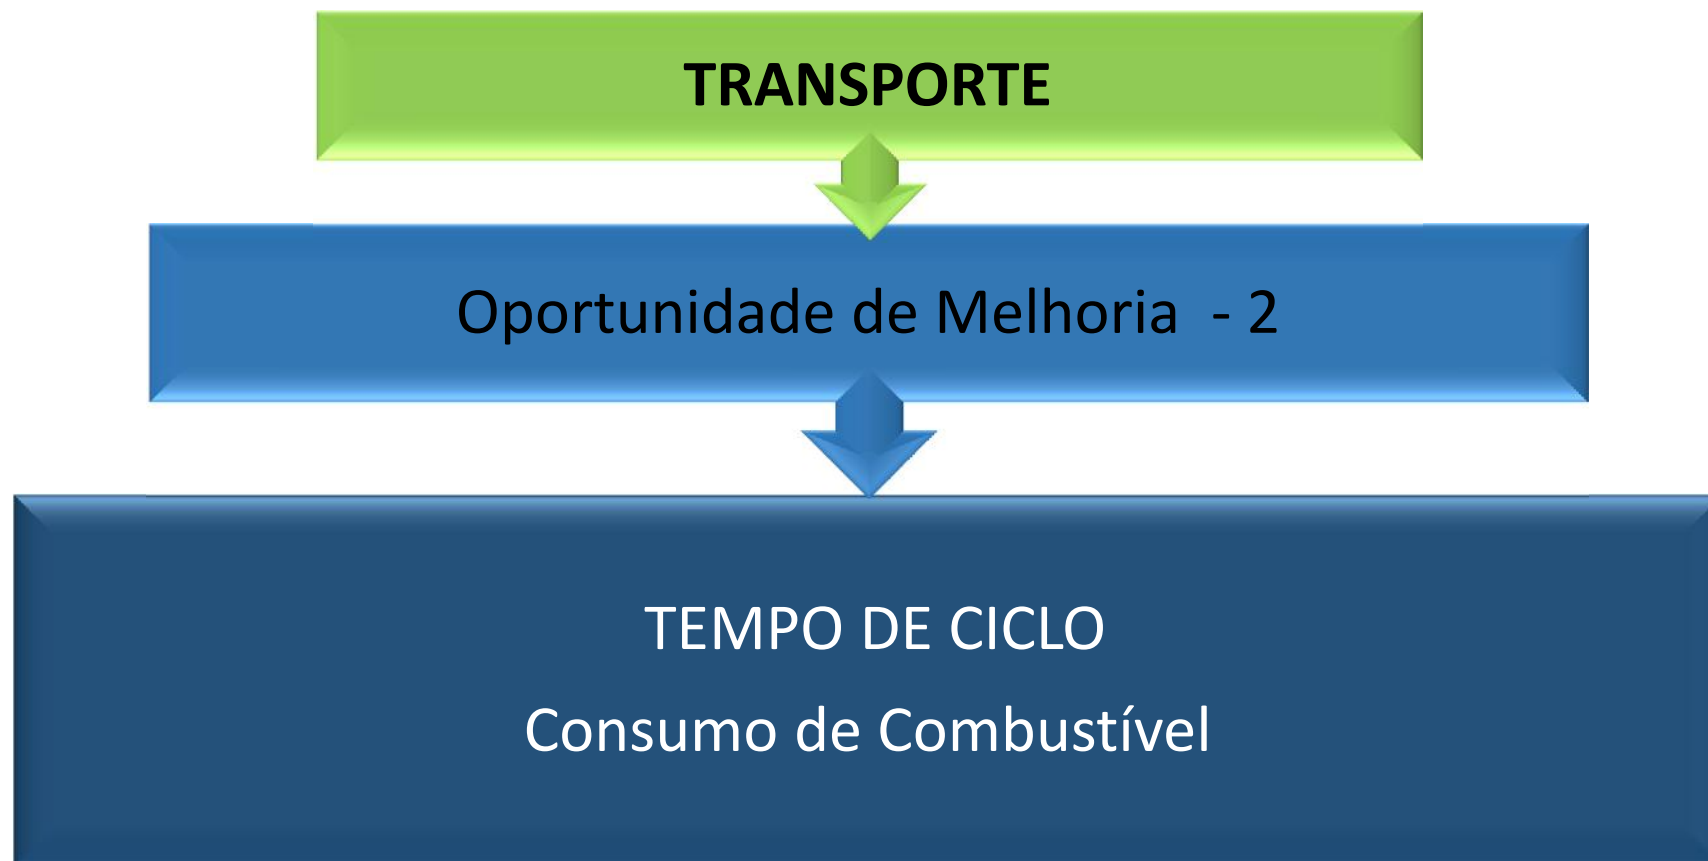 TRANSPORTE
Oportunidade de Melhoria  - 2
TEMPO DE CICLO
Consumo de Combustível